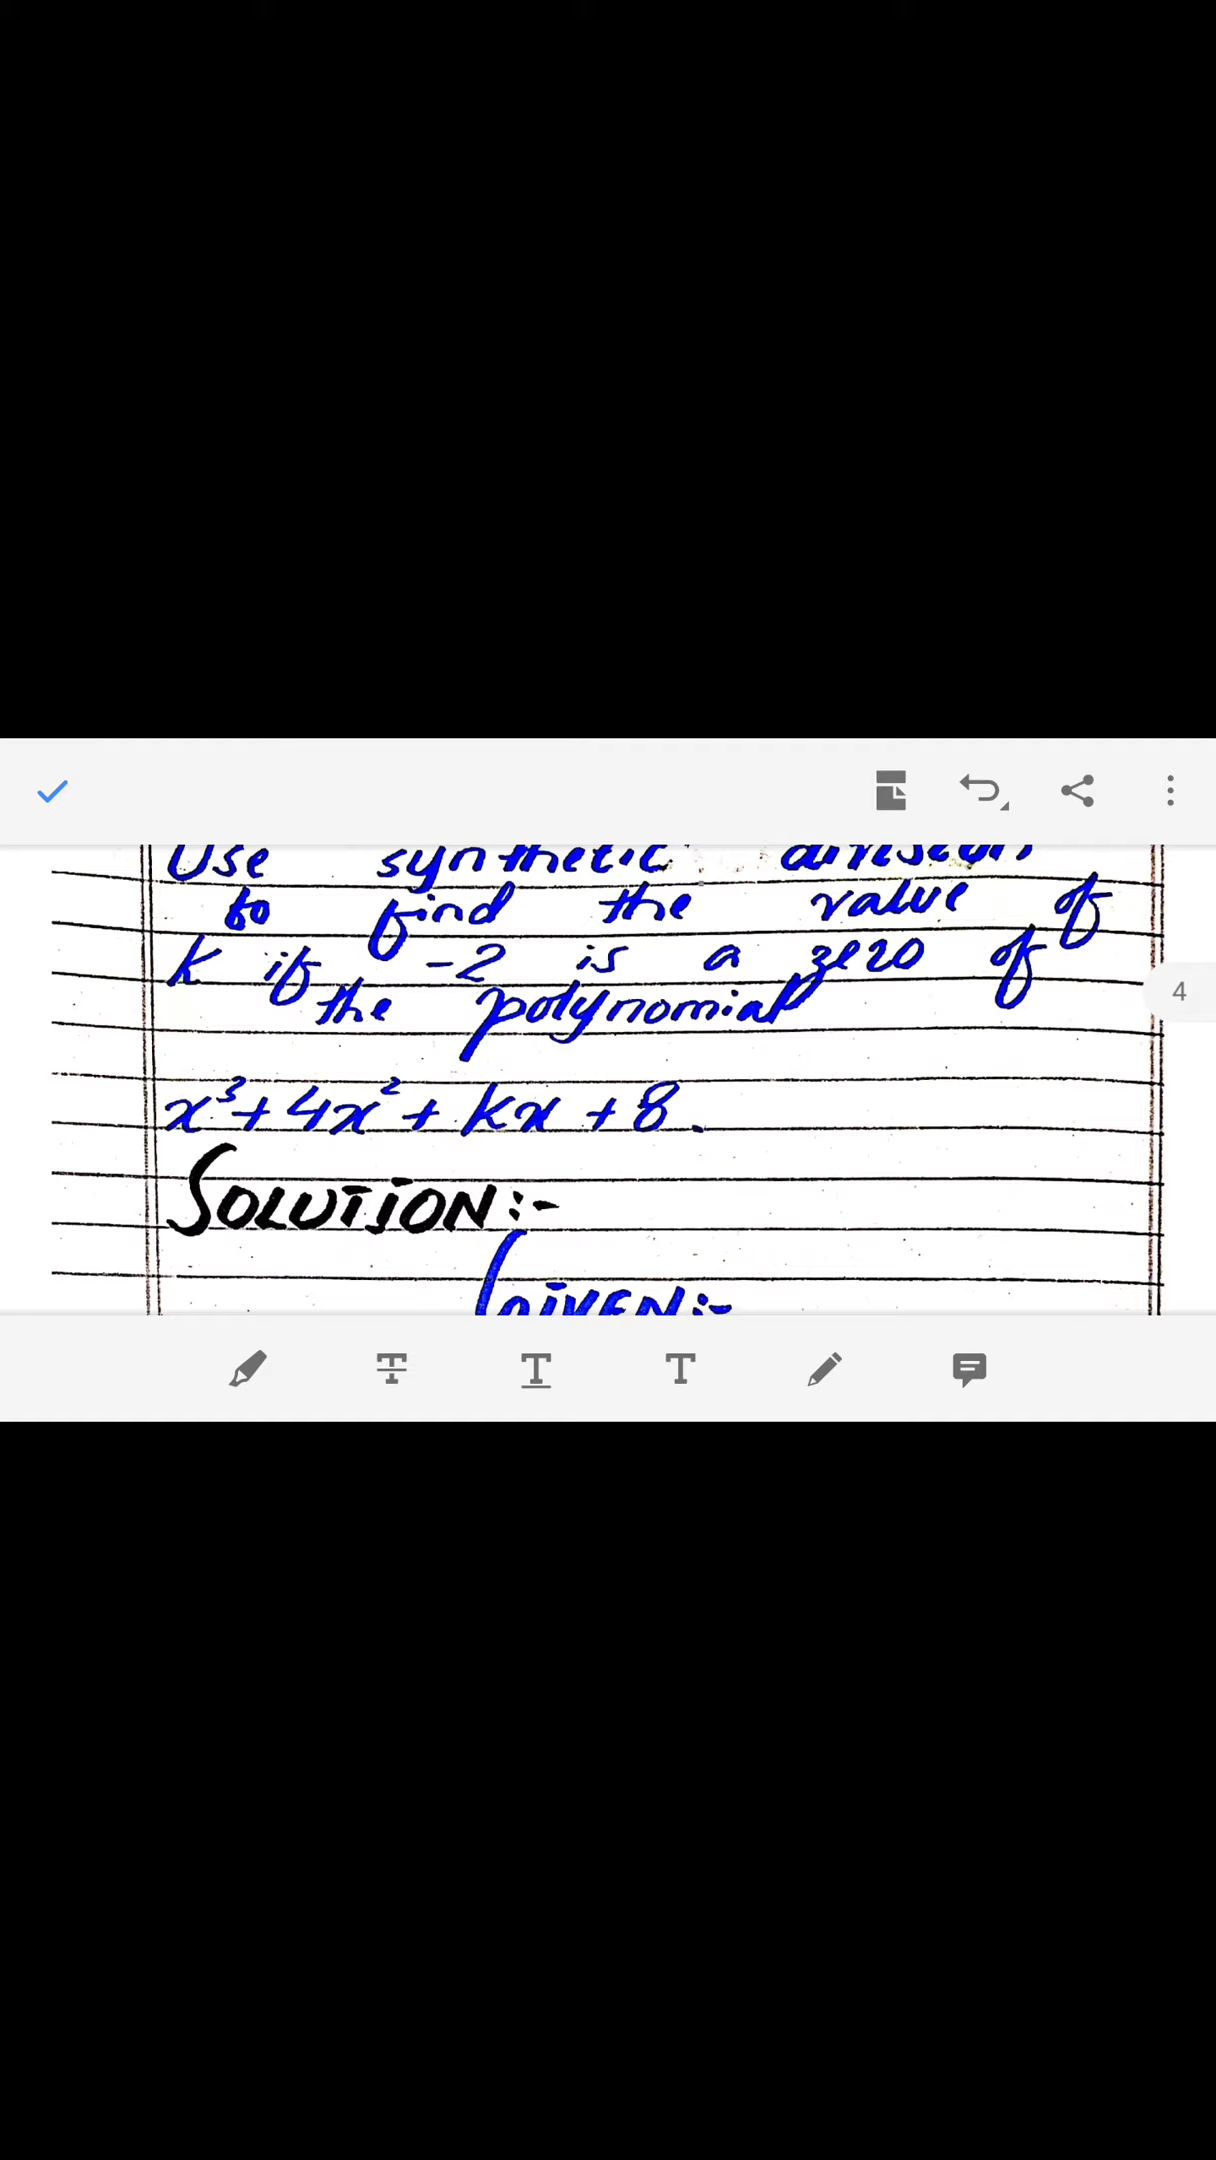 Use synthetic division
to find the value of
K if -2 is a zero of
the polynomial
4
x³+4x²+ kx +8.
SOLUTION:-
GIVEN:-